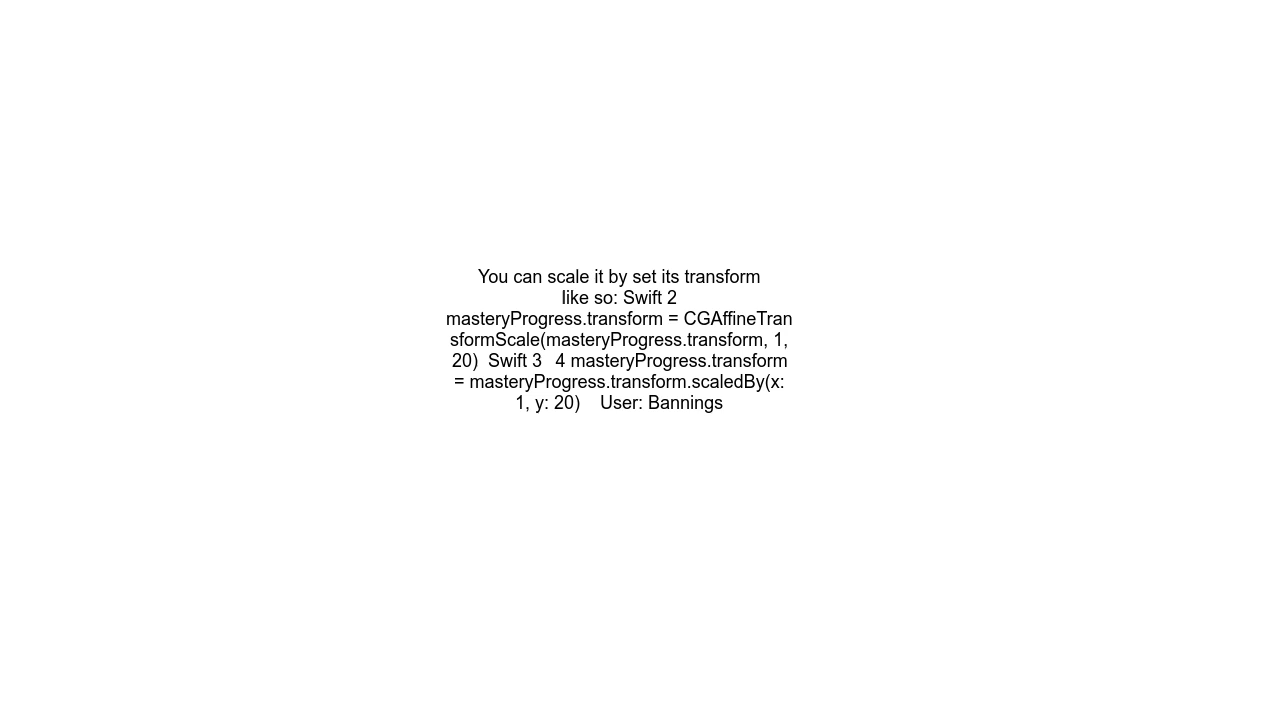 You can scale it by set its transform
like so: Swift 2
masteryProgress.transform = CGAffineTran
sformScale(masteryProgress.transform, 1,
20)  Swift 3   4 masteryProgress.transform
= masteryProgress.transform.scaledBy(x:
1, y: 20)    User: Bannings